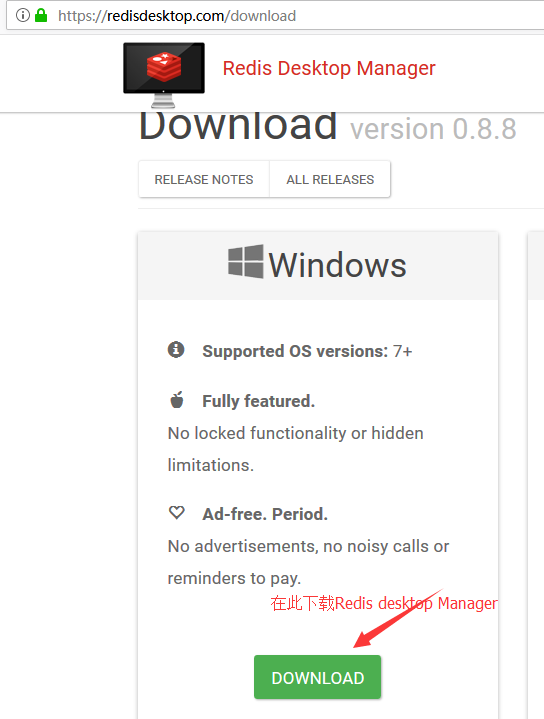 https://redisdesktop.com/download
Redis Desktop Manager
Download version 0.8.8
RELEASE NOTES ALL RELEASES
Windows
Supported OS versions: 7+
Fully featured.
No locked functionality or hidden
limitations.
Ad-free. Period.
No advertisements, no noisy calls or
reminders to pay.
在此下载Redis desktop Manager
DOWNLOAD